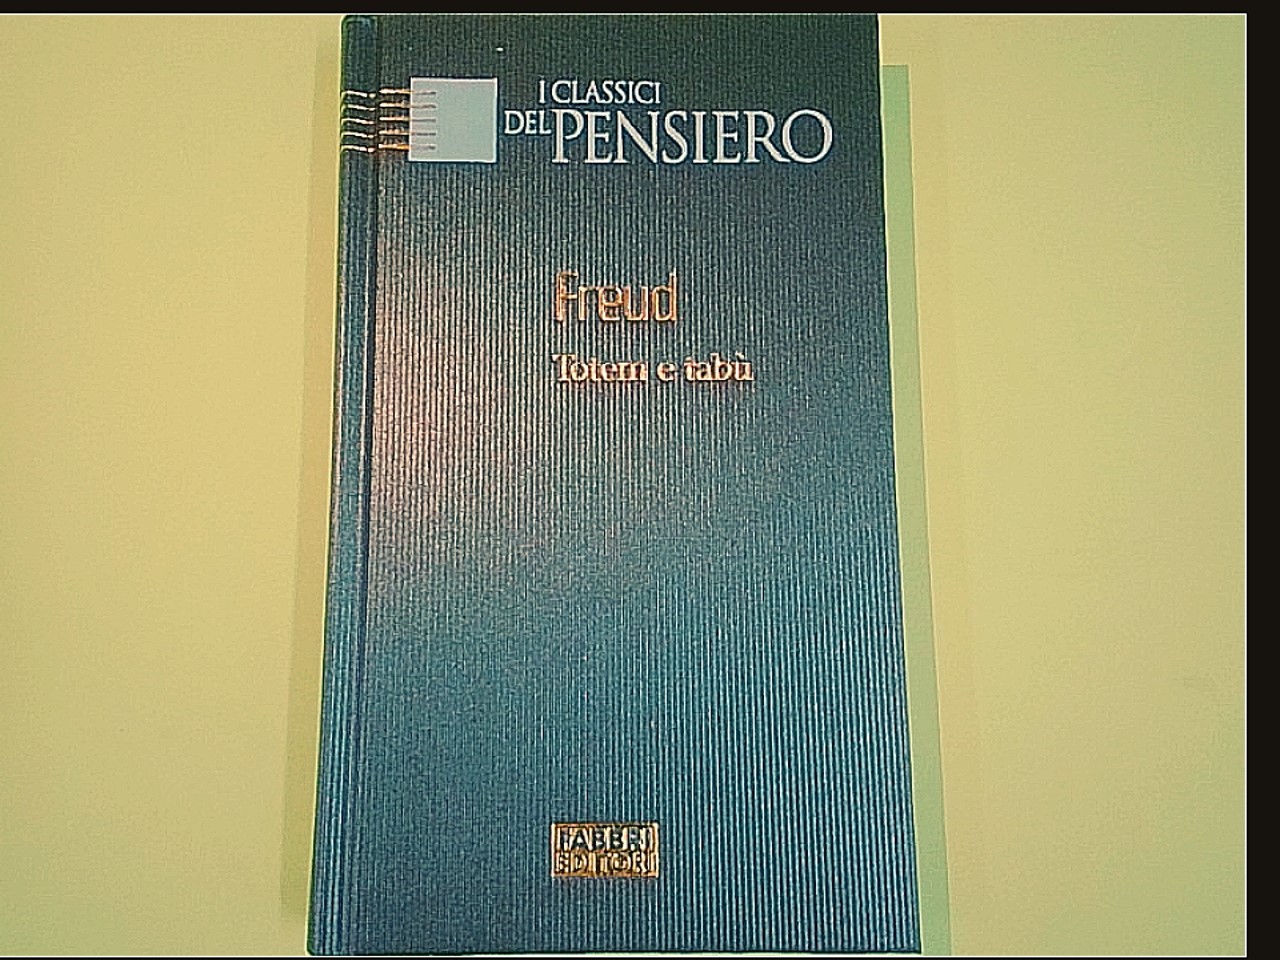 I CLASSICI
DEL PENSIERO
Freud
Totem e tabù
FABBRI
EDITORI